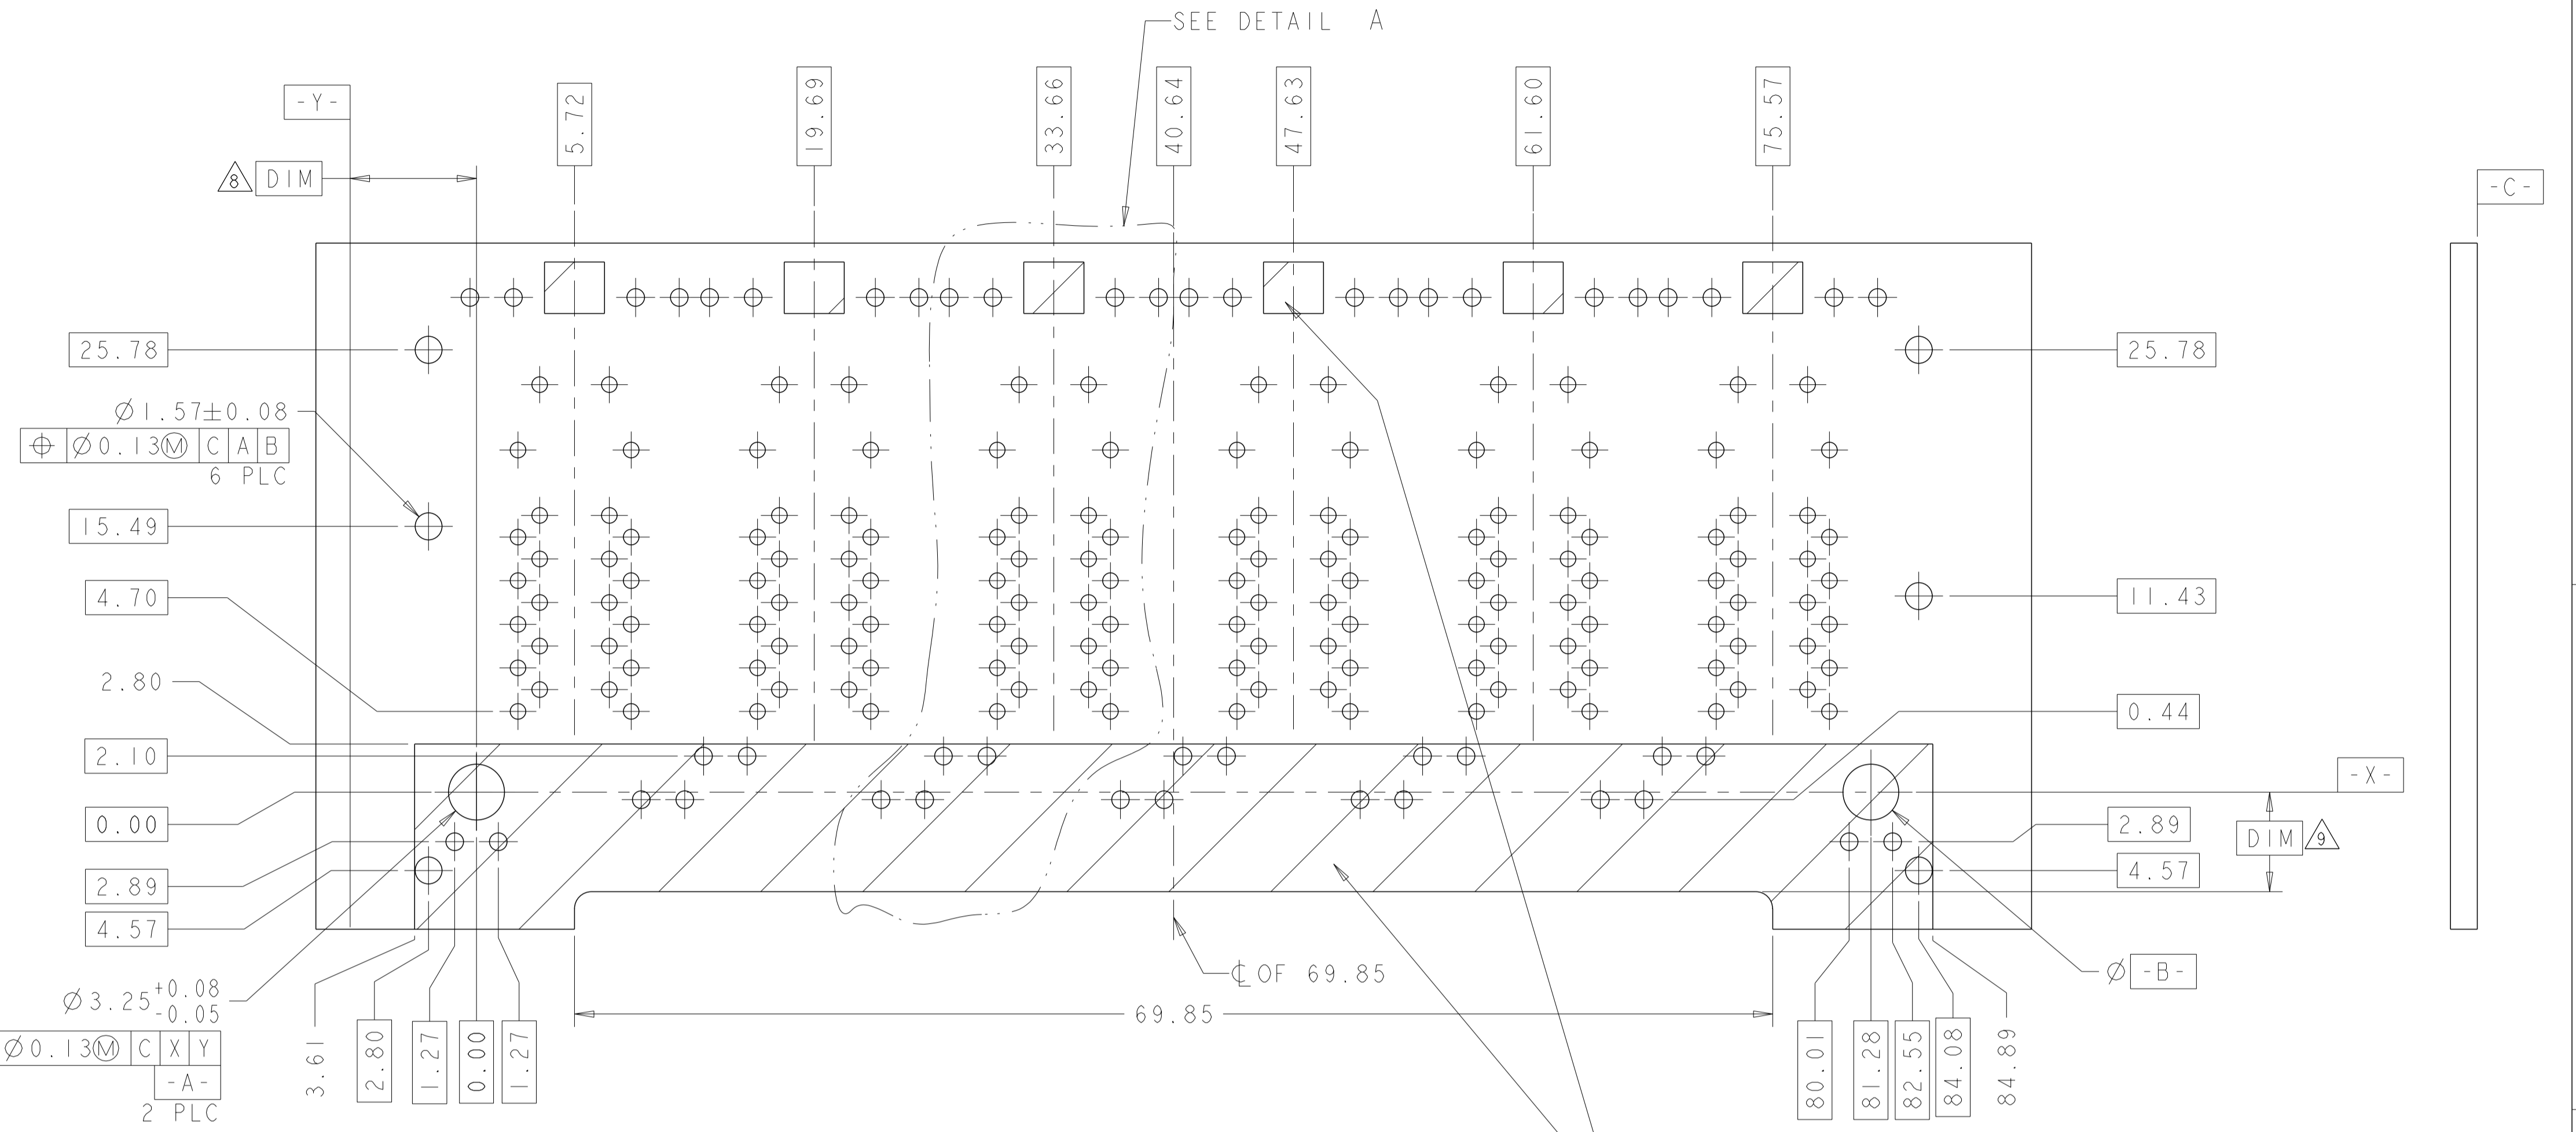 SEE DETAIL A
-Y-
5.72
19.69
33.66
40.64
47.63
61.60
75.57
8 DIM
-C-
25.78
25.78
Ø1.57±0.08
⌖ Ø0.13Ⓜ C A B
6 PLC
15.49
4.70
11.43
2.80
0.44
2.10
-X-
0.00
2.89
DIM 9
2.89
4.57
4.57
℄ OF 69.85
Ø -B-
Ø3.25 +0.08 -0.05
69.85
Ø0.13Ⓜ C X Y
-A-
2 PLC
3.61
2.80
1.27
0.00
1.27
80.01
81.28
82.55
84.08
84.89